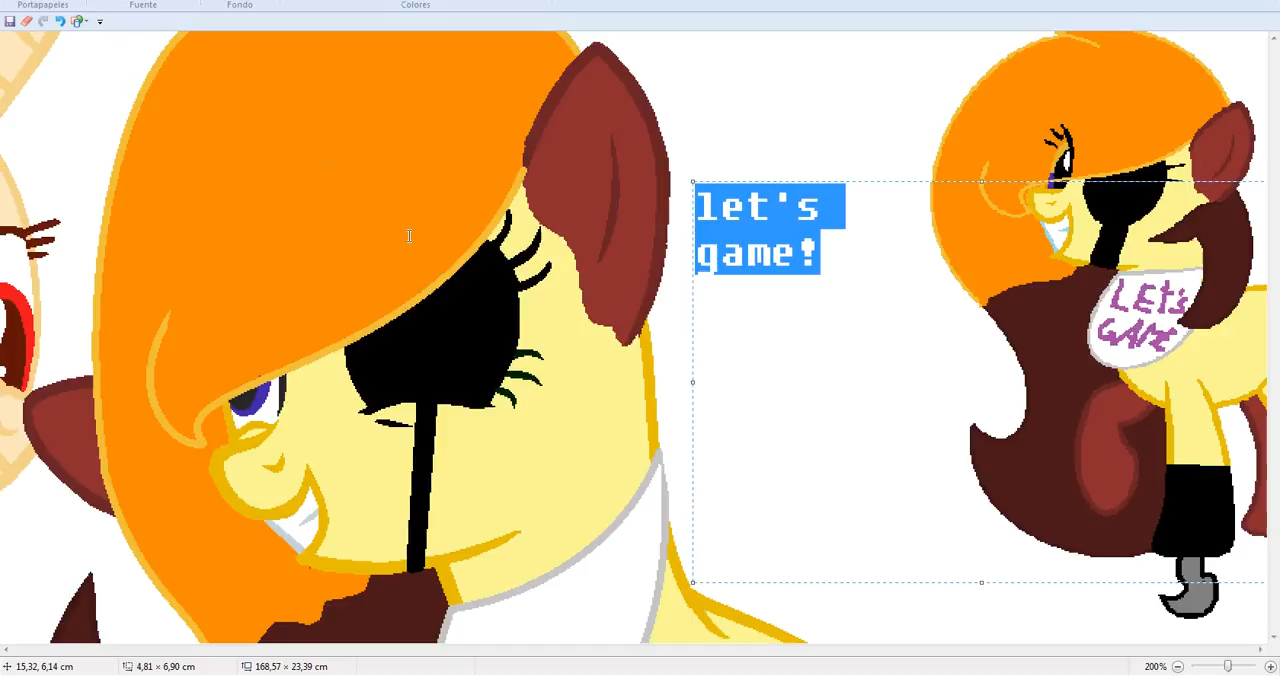 Portapapeles Fuente Fondo Colores
let's
game!
LET's
GAME
15,32, 6,14 cm 4,81 × 6,90 cm 168,57 × 23,39 cm 200%